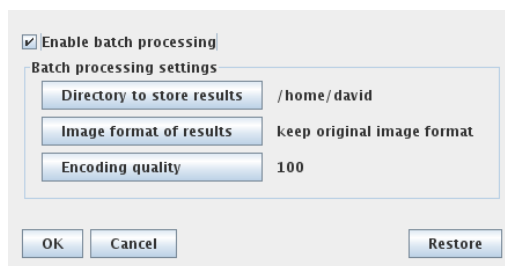 Enable batch processing
Batch processing settings
Directory to store results /home/david
Image format of results keep original image format
Encoding quality 100
OK Cancel Restore